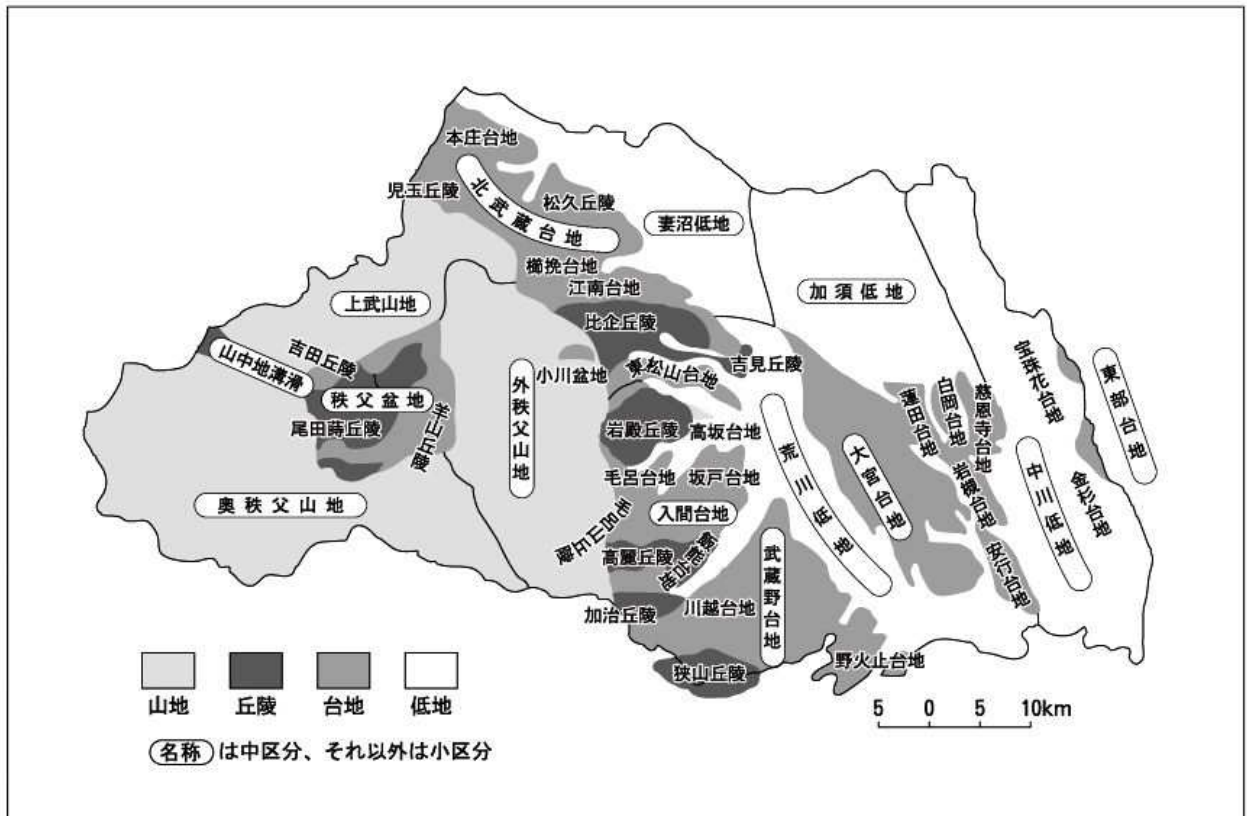 本庄台地
児玉丘陵
北武蔵台地
松久丘陵
妻沼低地
櫛挽台地
江南台地
加須低地
上武山地
比企丘陵
吉田丘陵
山中地溝滑
秩父盆地
尾田蒔丘陵
羊山丘陵
外秩父山地
小川盆地
東松山台地
吉見丘陵
岩殿丘陵
高坂台地
毛呂台地
坂戸台地
入間台地
毛呂山丘陵
高麗丘陵
飯能台地
奥秩父山地
荒川低地
大宮台地
蓮田台地
白岡台地
慈恩寺台地
岩槻台地
安行台地
宝珠花台地
東部台地
中川低地
金杉台地
武蔵野台地
加治丘陵
川越台地
狭山丘陵
野火止台地
山地
丘陵
台地
低地
5 0 5 10km
名称は中区分、それ以外は小区分